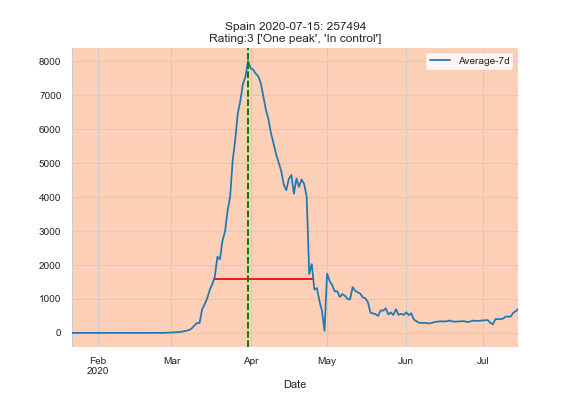 Spain 2020-07-15: 257494
Rating:3 ['One peak', 'In control']
Average-7d
8000
7000
6000
5000
4000
3000
2000
1000
0
Feb Mar Apr May Jun Jul
2020
Date